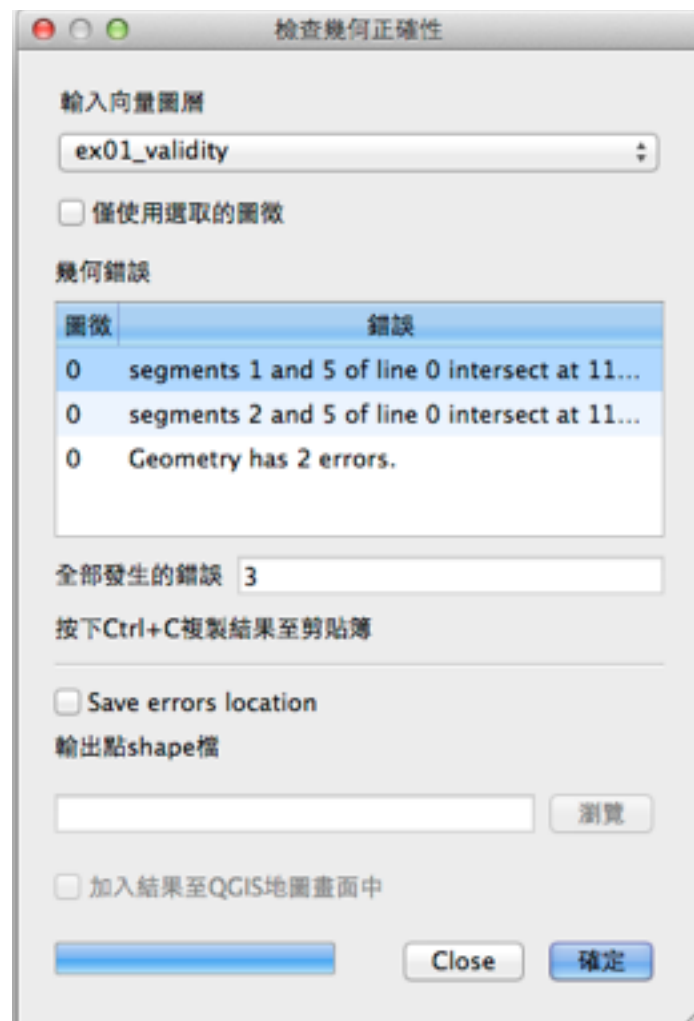 檢查幾何正確性
輸入向量圖層
ex01_validity
僅使用選取的圖徵
幾何錯誤
圖徵 錯誤
0 segments 1 and 5 of line 0 intersect at 11...
0 segments 2 and 5 of line 0 intersect at 11...
0 Geometry has 2 errors.
全部發生的錯誤 3
按下Ctrl+C複製結果至剪貼簿
Save errors location
輸出點shape檔
瀏覽
加入結果至QGIS地圖畫面中
Close 確定